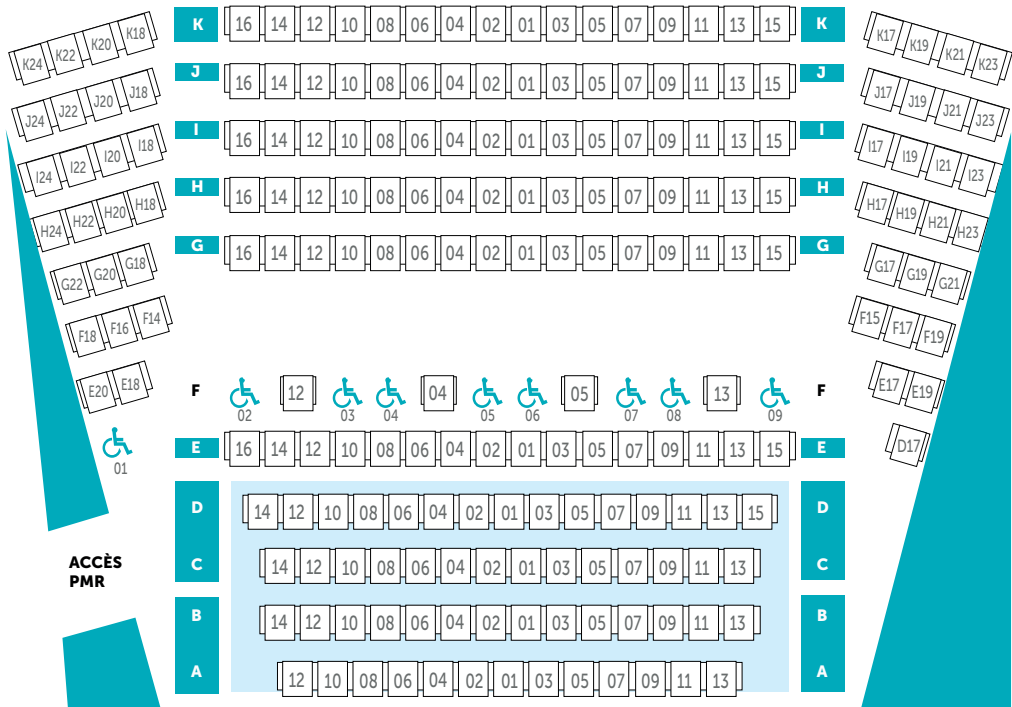 K24 K22 K20 K18 K 16 14 12 10 08 06 04 02 01 03 05 07 09 11 13 15 K K17 K19 K21 K23
J24 J22 J20 J18 J 16 14 12 10 08 06 04 02 01 03 05 07 09 11 13 15 J J17 J19 J21 J23
I24 I22 I20 I18 I 16 14 12 10 08 06 04 02 01 03 05 07 09 11 13 15 I I17 I19 I21 I23
H24 H22 H20 H18 H 16 14 12 10 08 06 04 02 01 03 05 07 09 11 13 15 H H17 H19 H21 H23
G22 G20 G18 G 16 14 12 10 08 06 04 02 01 03 05 07 09 11 13 15 G G17 G19 G21
F18 F16 F14 F15 F17 F19
E20 E18 F 12 04 05 13 F E17 E19
02 03 04 05 06 07 08 09
01 E 16 14 12 10 08 06 04 02 01 03 05 07 09 11 13 15 E D17
D 14 12 10 08 06 04 02 01 03 05 07 09 11 13 15 D
ACCÈS
PMR
C 14 12 10 08 06 04 02 01 03 05 07 09 11 13 C
B 14 12 10 08 06 04 02 01 03 05 07 09 11 13 B
A 12 10 08 06 04 02 01 03 05 07 09 11 13 A